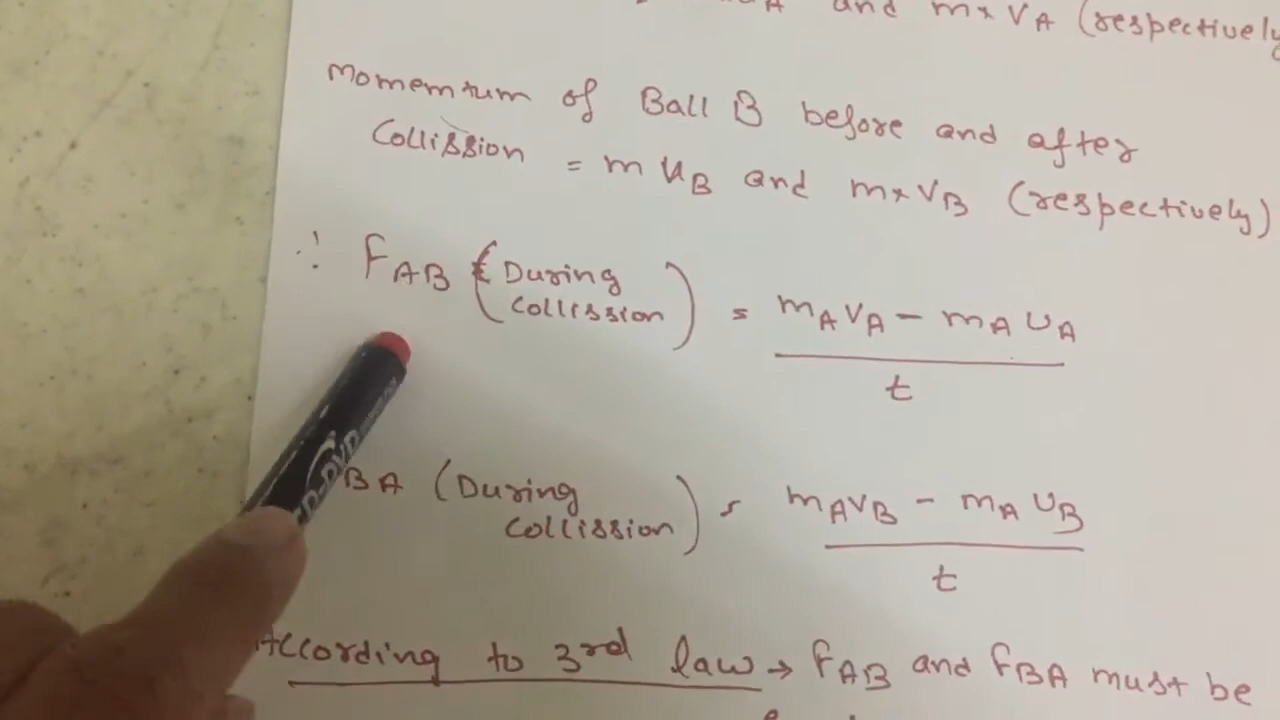 and m×VA (respectively
Momentum of Ball B before and after
Collission = m uB and m×VB (respectively)
∴ FAB (During Collission) = mAVA - mAUA / t
BA (During Collission) = mAVB - mAUB / t
According to 3rd law → FAB and FBA must be